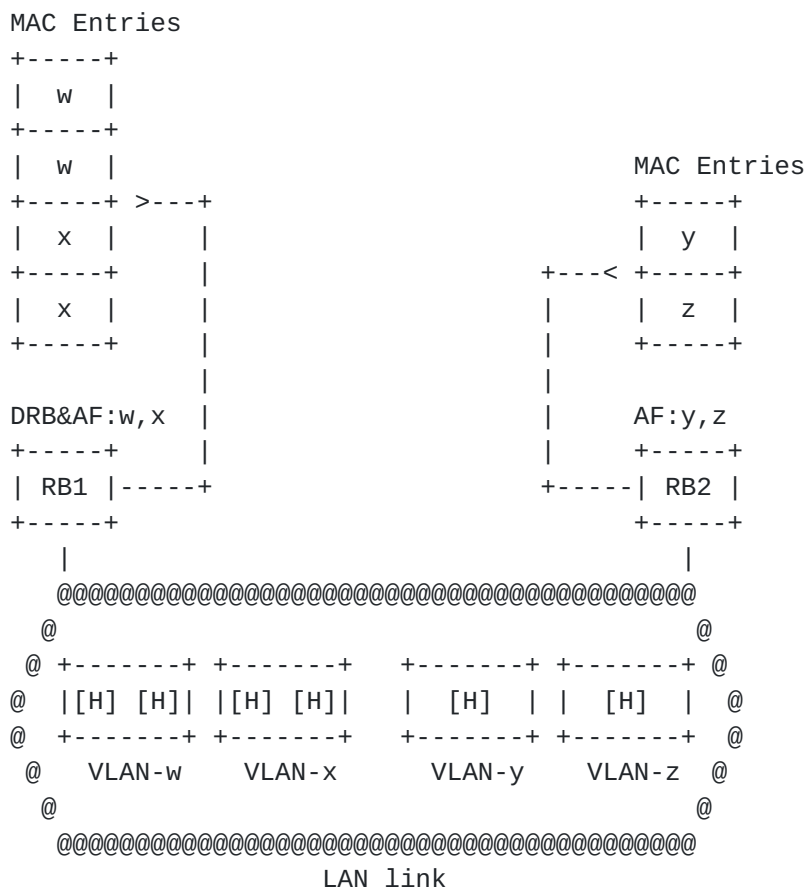 MAC Entries
+-----+
|  w  |
+-----+
|  w  |                                 MAC Entries
+-----+ >---+                           +-----+
|  x  |     |                           |  y  |
+-----+     |                     +---< +-----+
|  x  |     |                     |     |  z  |
+-----+     |                     |     +-----+
            |                     |
DRB&AF:w,x  |                     |     AF:y,z
+-----+     |                     |     +-----+
| RB1 |-----+                     +-----| RB2 |
+-----+                                 +-----+
   |                                       |
   @@@@@@@@@@@@@@@@@@@@@@@@@@@@@@@@@@@@@@@@@
  @                                         @
 @ +-------+ +-------+   +-------+ +-------+ @
@  |[H] [H]| |[H] [H]|   |  [H]  | |  [H]  |  @
@  +-------+ +-------+   +-------+ +-------+  @
 @   VLAN-w    VLAN-x      VLAN-y    VLAN-z  @
  @                                         @
   @@@@@@@@@@@@@@@@@@@@@@@@@@@@@@@@@@@@@@@@@
                    LAN link